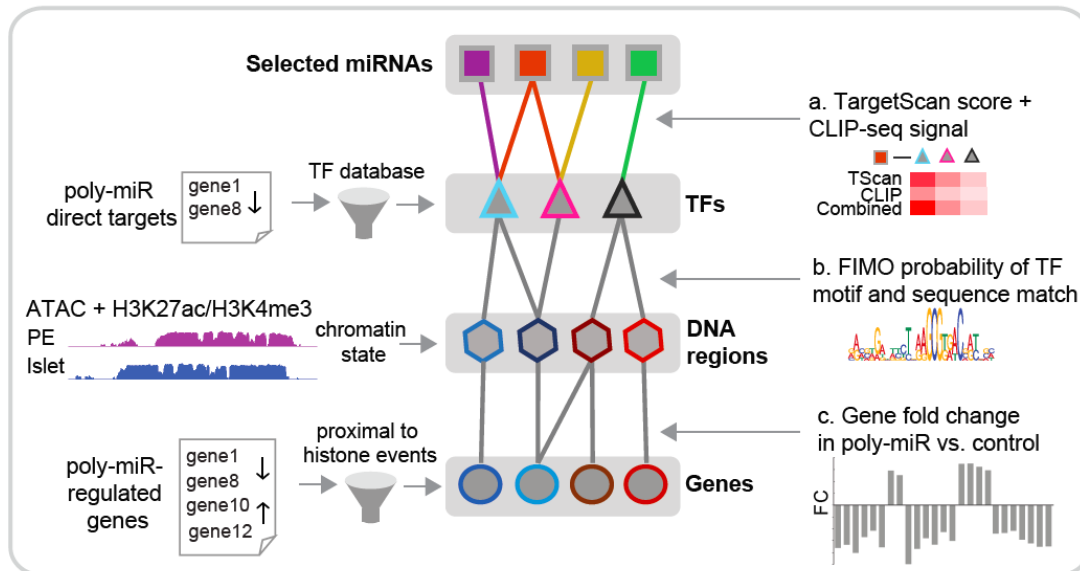 Selected miRNAs
a. TargetScan score +
CLIP-seq signal
TScan
CLIP
Combined
poly-miR
direct targets
gene1
gene8
TF database
TFs
b. FIMO probability of TF
motif and sequence match
ATAC + H3K27ac/H3K4me3
PE
Islet
chromatin
state
DNA
regions
c. Gene fold change
in poly-miR vs. control
FC
poly-miR-
regulated
genes
gene1
gene8
gene10
gene12
proximal to
histone events
Genes